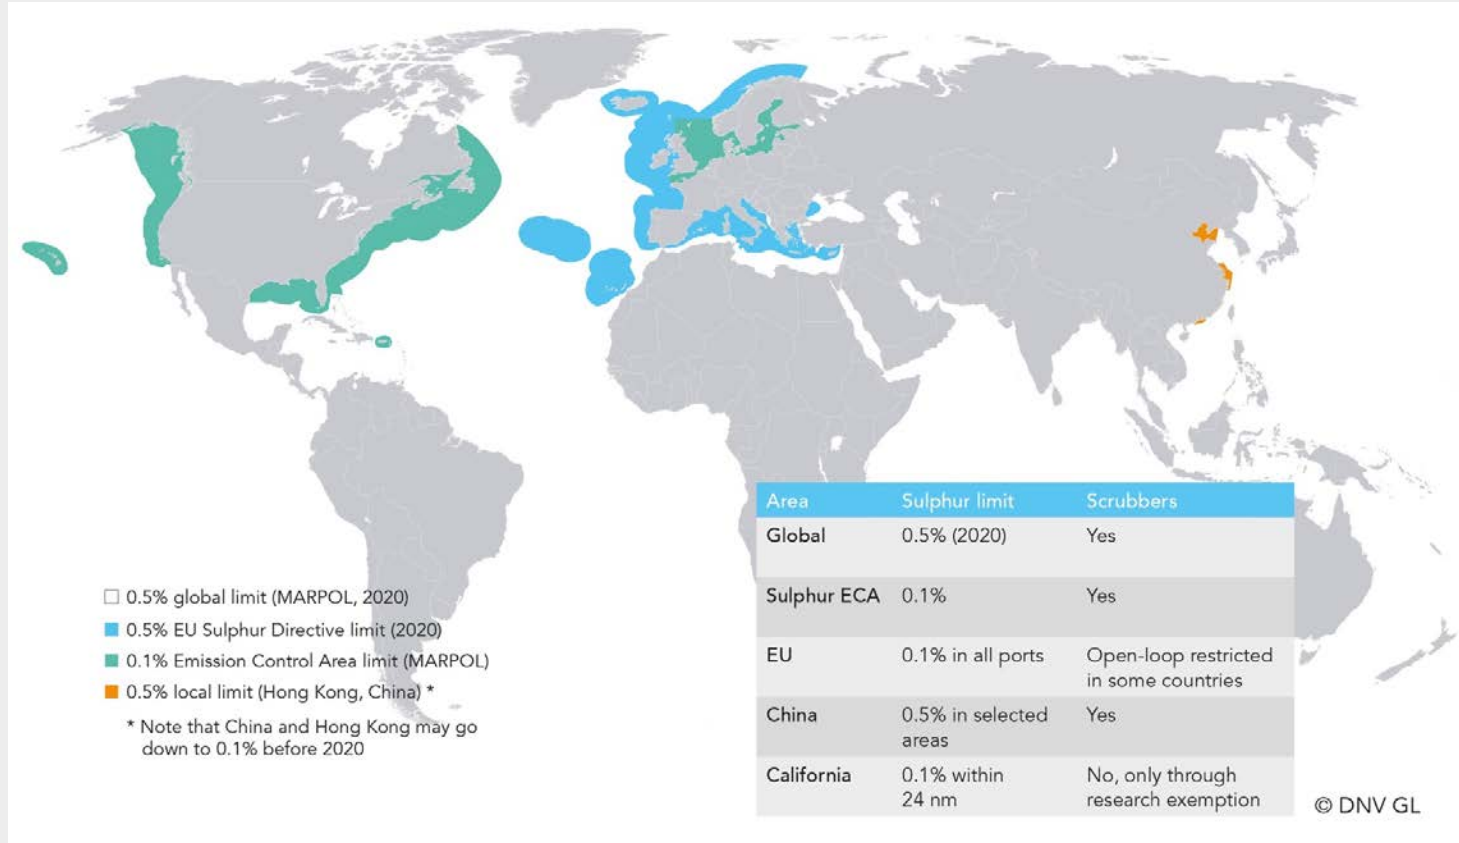 Area Sulphur limit Scrubbers
Global 0.5% (2020) Yes
Sulphur ECA 0.1% Yes
EU 0.1% in all ports Open-loop restricted
in some countries
China 0.5% in selected Yes
areas
California 0.1% within No, only through
24 nm research exemption
0.5% global limit (MARPOL, 2020)
0.5% EU Sulphur Directive limit (2020)
0.1% Emission Control Area limit (MARPOL)
0.5% local limit (Hong Kong, China) *
* Note that China and Hong Kong may go
down to 0.1% before 2020
© DNV GL